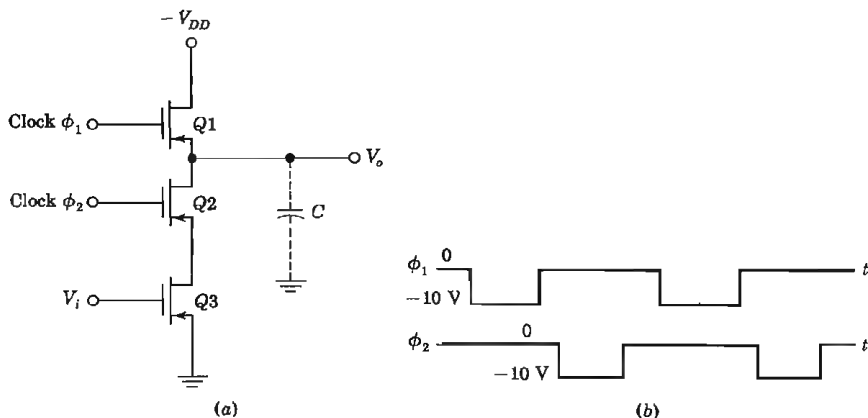 − V_DD
Clock ϕ₁
Q1
V_o
Clock ϕ₂
Q2
C
V_i
Q3
(a)
ϕ₁
0
−10 V
t
ϕ₂
0
−10 V
t
(b)